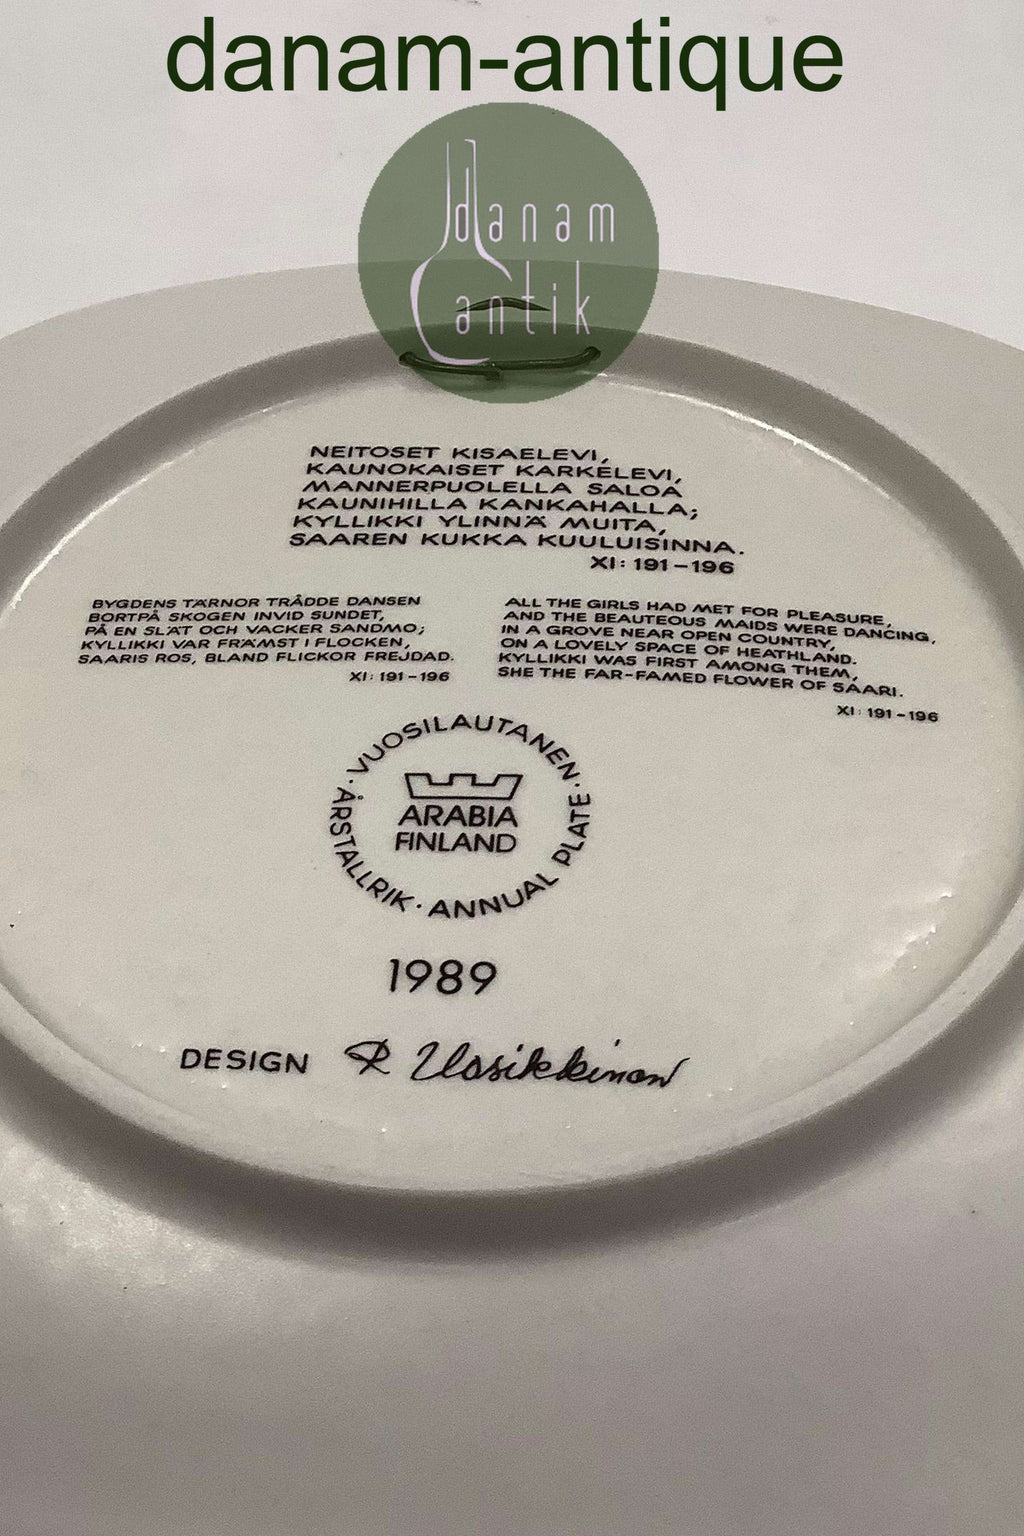 danam-antique
danam
antik
NEITOSET KISAELEVI,
KAUNOKAISET KARKELEVI,
MANNERPUOLELLA SALOA
KAUNIHILLA KANKAHALLA;
KYLLIKKI YLINNÄ MUITA,
SAAREN KUKKA KUULUISINNA.
XI: 191-196
BYGDENS TÄRNOR TRÅDDE DANSEN
BORTPÅ SKOGEN INVID SUNDET,
PÅ EN SLÄT OCH VACKER SANDMO;
KYLLIKKI VAR FRÄMST I FLOCKEN,
SAARIS ROS, BLAND FLICKOR FREJDAD.
XI: 191-196
ALL THE GIRLS HAD MET FOR PLEASURE,
AND THE BEAUTEOUS MAIDS WERE DANCING,
IN A GROVE NEAR OPEN COUNTRY,
ON A LOVELY SPACE OF HEATHLAND.
KYLLIKKI WAS FIRST AMONG THEM,
SHE THE FAR-FAMED FLOWER OF SAARI.
XI: 191-196
VUOSILAUTANEN · ANNUAL PLATE · ÅRSTALLRIK ·
ARABIA
FINLAND
1989
DESIGN R Uosikkinen